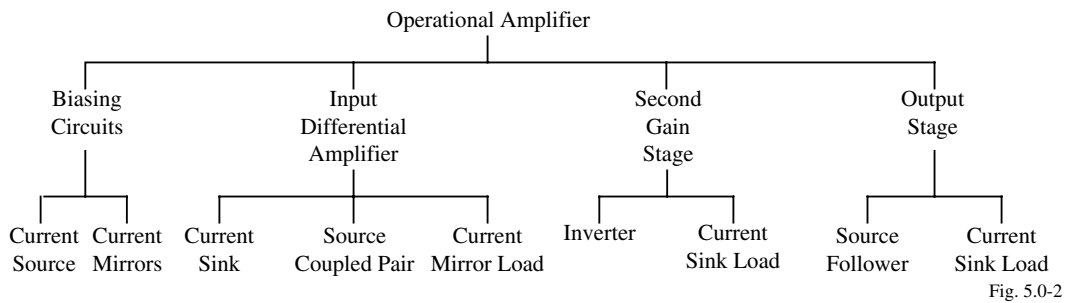 Operational Amplifier
Biasing
Circuits
Input
Differential
Amplifier
Second
Gain
Stage
Output
Stage
Current
Source
Current
Mirrors
Current
Sink
Source
Coupled Pair
Current
Mirror Load
Inverter
Current
Sink Load
Source
Follower
Current
Sink Load
Fig. 5.0-2